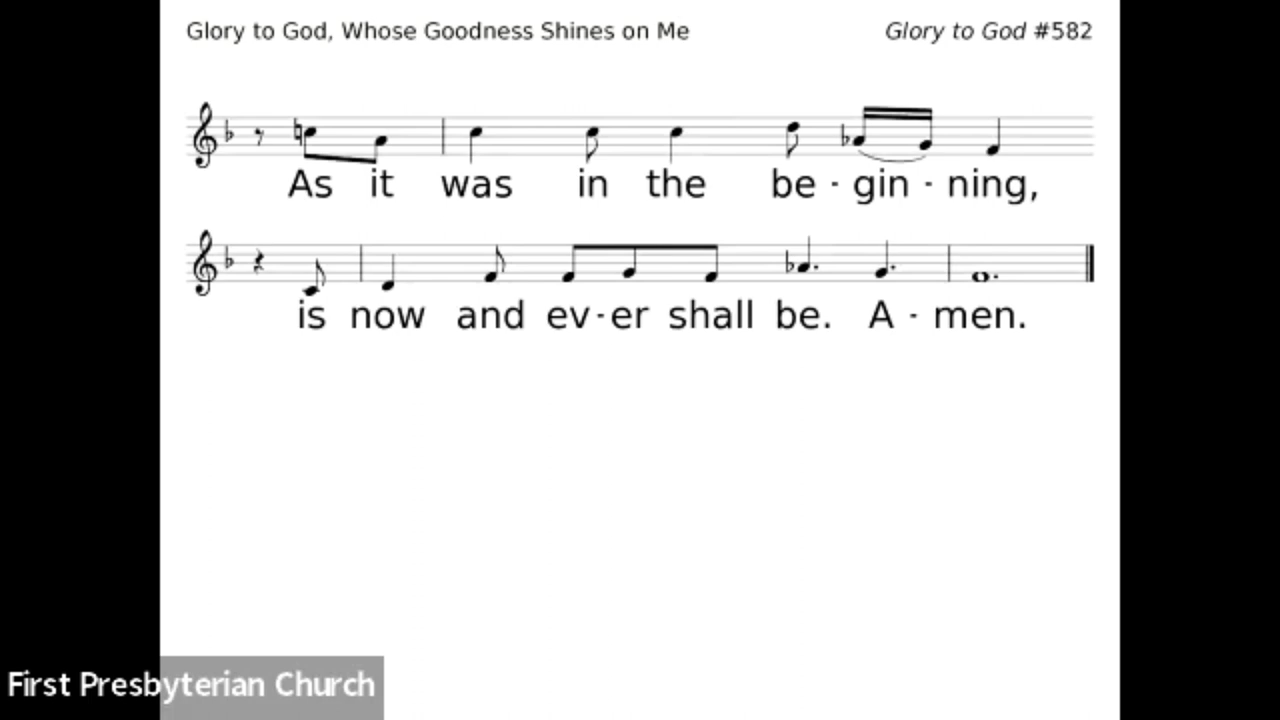 Glory to God, Whose Goodness Shines on Me Glory to God #582
As it was in the be - gin - ning,
is now and ev - er shall be. A - men.
First Presbyterian Church